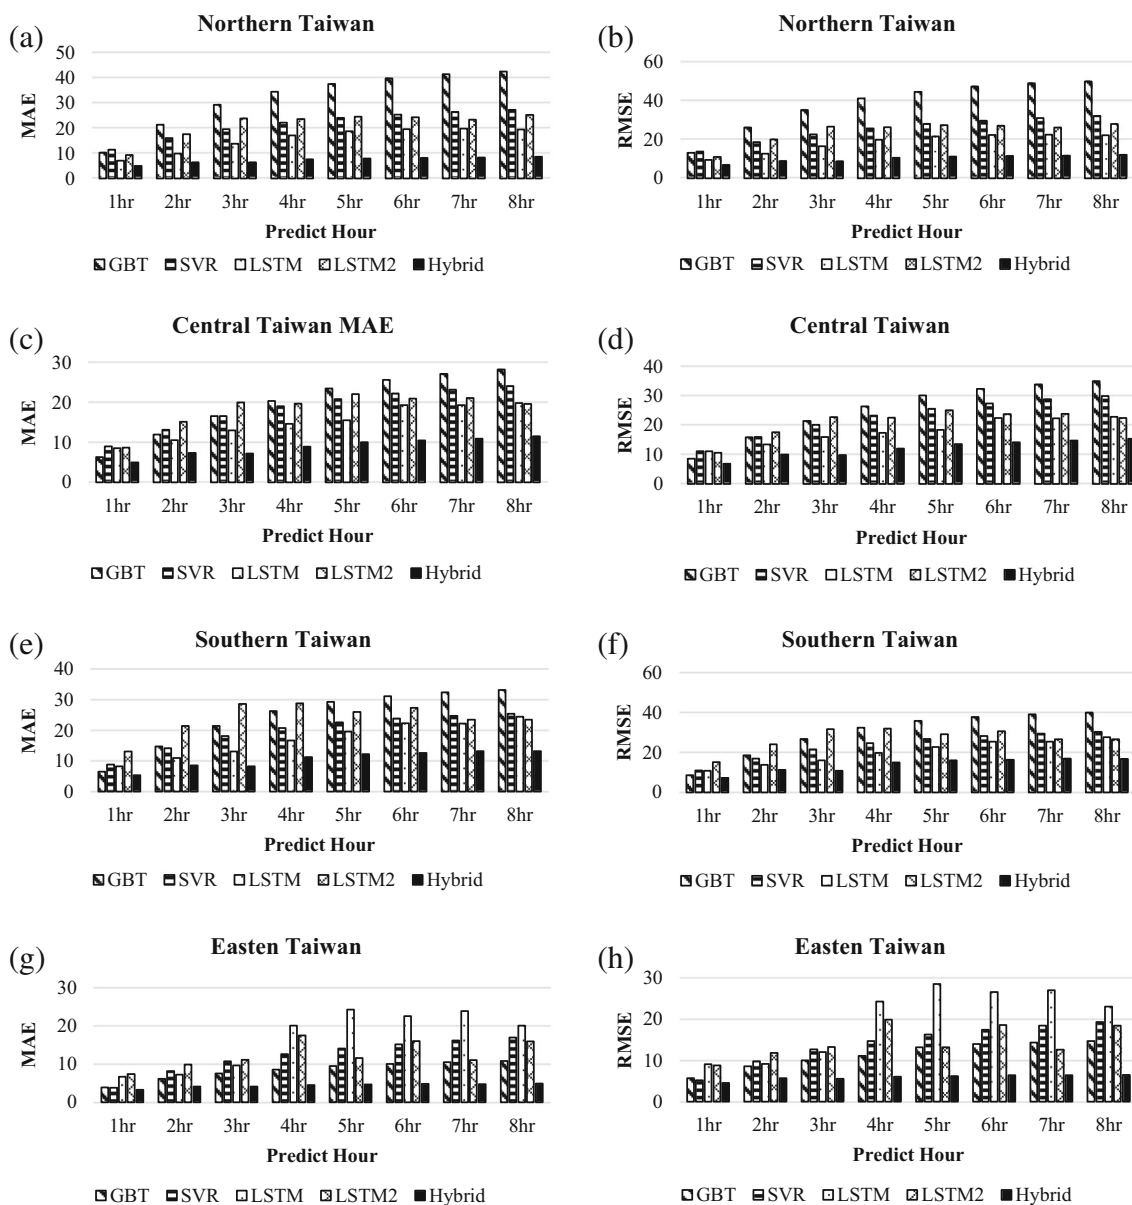 (a)
Northern Taiwan
50
40
30
20
10
0
MAE
1hr 2hr 3hr 4hr 5hr 6hr 7hr 8hr
Predict Hour
GBT SVR LSTM LSTM2 Hybrid
(b)
Northern Taiwan
60
40
20
0
RMSE
1hr 2hr 3hr 4hr 5hr 6hr 7hr 8hr
Predict Hour
GBT SVR LSTM LSTM2 Hybrid
(c)
Central Taiwan MAE
30
20
10
0
MAE
1hr 2hr 3hr 4hr 5hr 6hr 7hr 8hr
Predict Hour
GBT SVR LSTM LSTM2 Hybrid
(d)
Central Taiwan
40
30
20
10
0
RMSE
1hr 2hr 3hr 4hr 5hr 6hr 7hr 8hr
Predict Hour
GBT SVR LSTM LSTM2 Hybrid
(e)
Southern Taiwan
40
30
20
10
0
MAE
1hr 2hr 3hr 4hr 5hr 6hr 7hr 8hr
Predict Hour
GBT SVR LSTM LSTM2 Hybrid
(f)
Southern Taiwan
60
40
20
0
RMSE
1hr 2hr 3hr 4hr 5hr 6hr 7hr 8hr
Predict Hour
GBT SVR LSTM LSTM2 Hybrid
(g)
Easten Taiwan
30
20
10
0
MAE
1hr 2hr 3hr 4hr 5hr 6hr 7hr 8hr
Predict Hour
GBT SVR LSTM LSTM2 Hybrid
(h)
Easten Taiwan
30
20
10
0
RMSE
1hr 2hr 3hr 4hr 5hr 6hr 7hr 8hr
Predict Hour
GBT SVR LSTM LSTM2 Hybrid